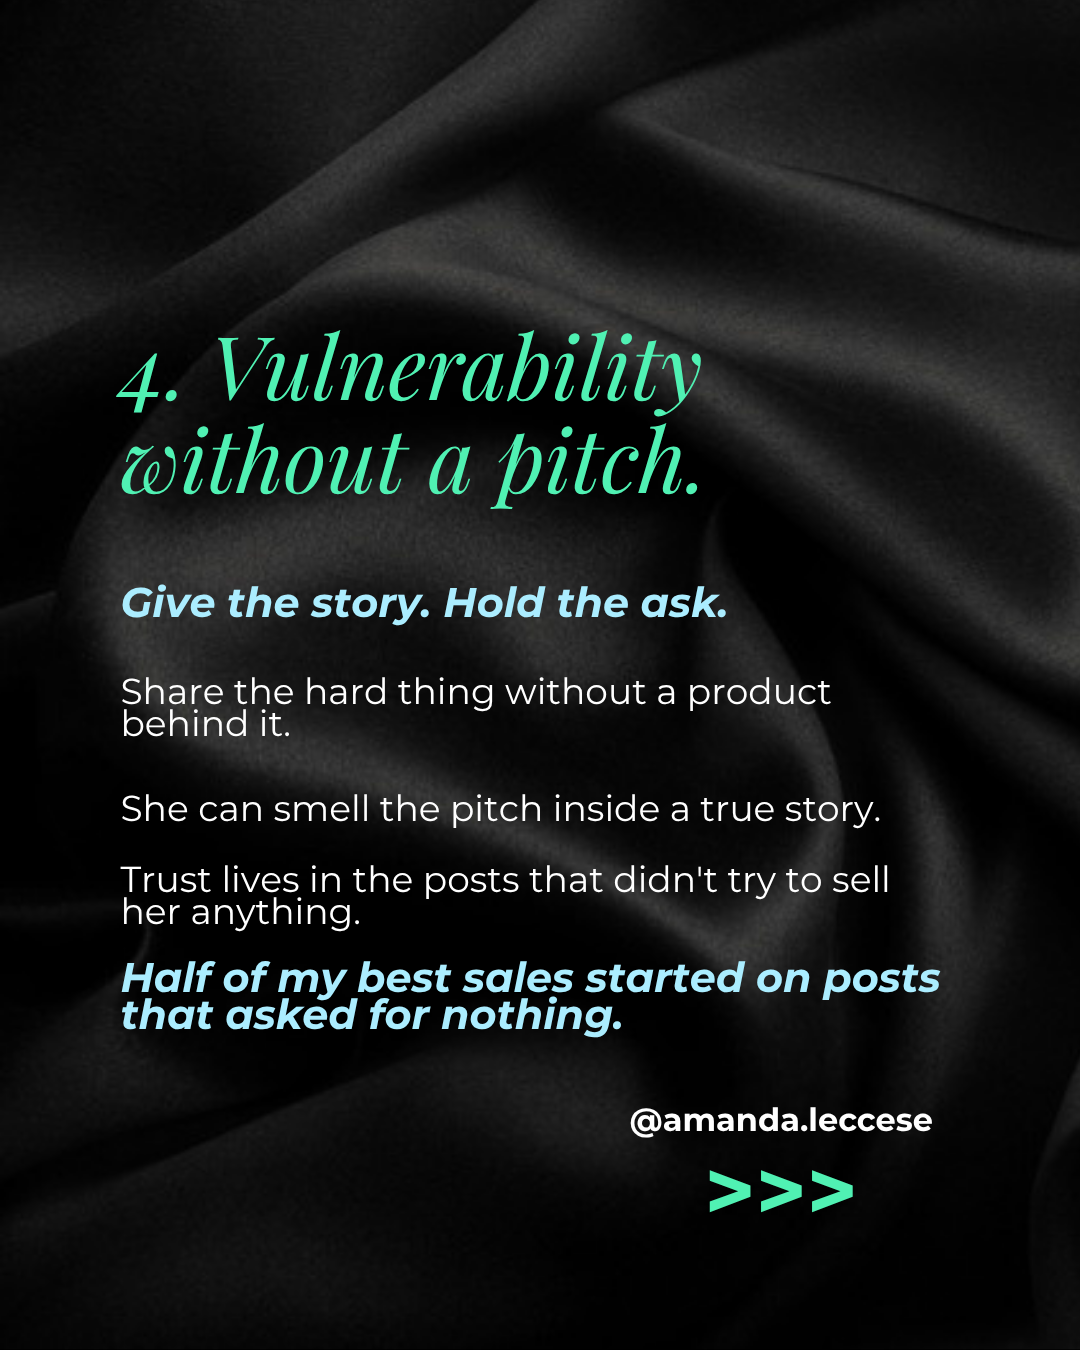 4. Vulnerability
without a pitch.
Give the story. Hold the ask.
Share the hard thing without a product
behind it.
She can smell the pitch inside a true story.
Trust lives in the posts that didn't try to sell
her anything.
Half of my best sales started on posts
that asked for nothing.
@amanda.leccese
>>>